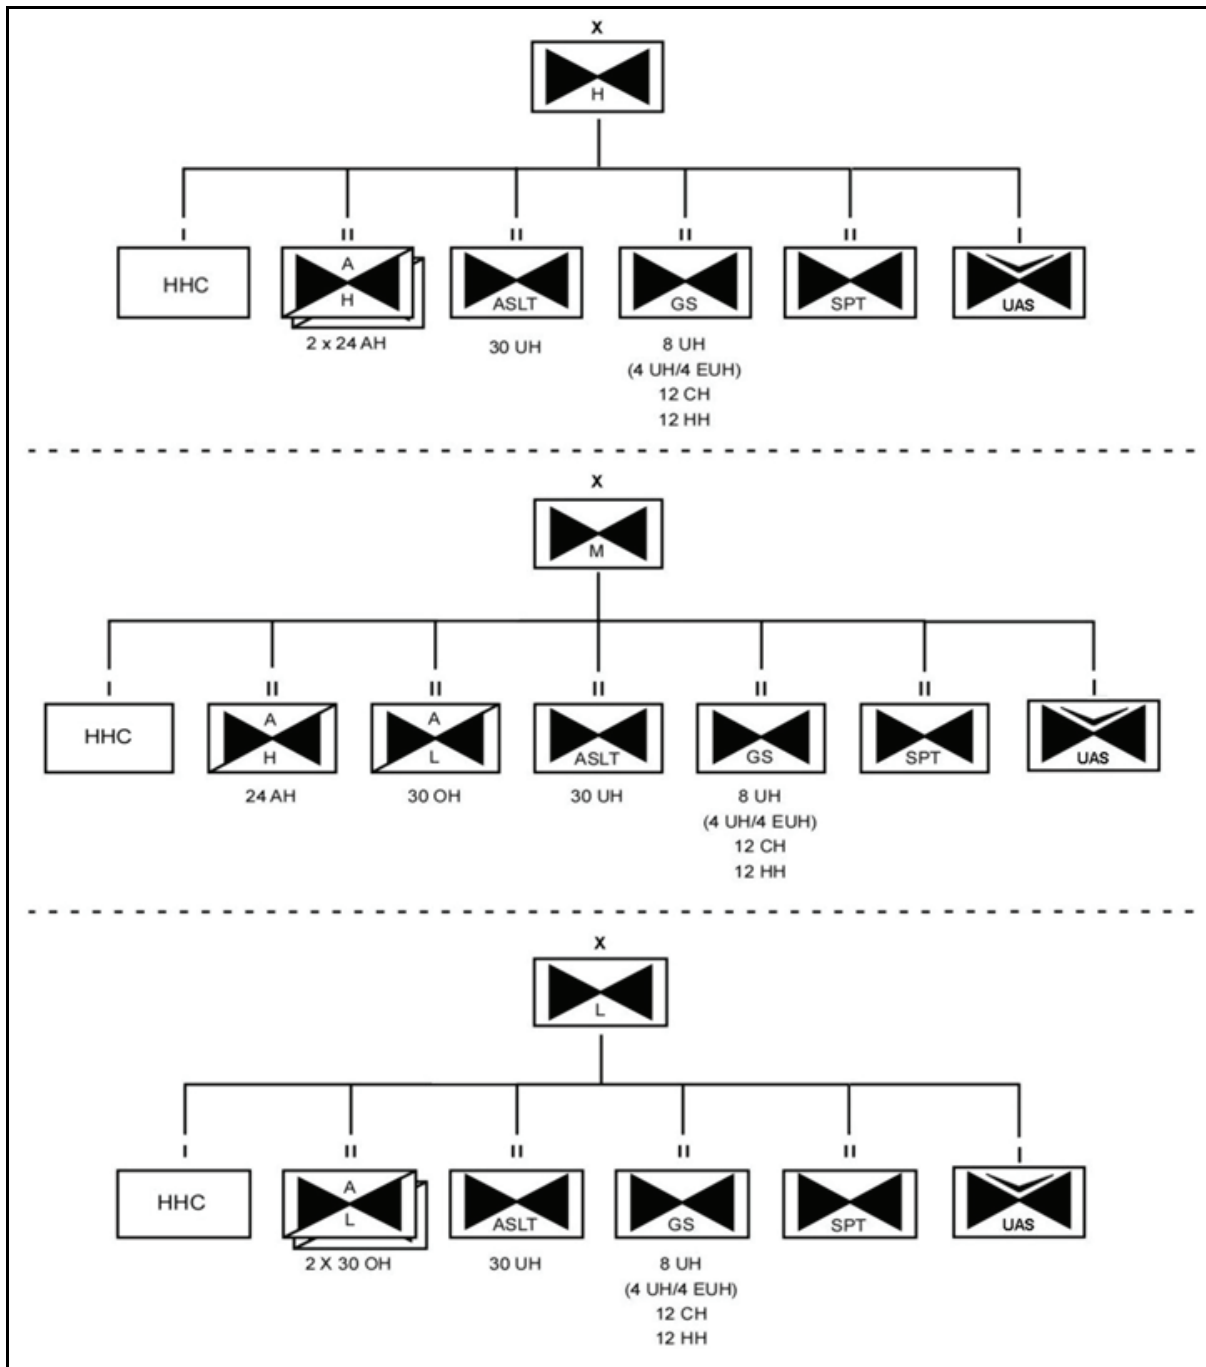 X
H
I II II II II I
HHC A ASLT GS SPT UAS
H
2 x 24 AH 30 UH 8 UH
(4 UH/4 EUH)
12 CH
12 HH
X
M
I II II II II II I
HHC A A ASLT GS SPT UAS
H L
24 AH 30 OH 30 UH 8 UH
(4 UH/4 EUH)
12 CH
12 HH
X
L
I II II II II I
HHC A ASLT GS SPT UAS
L
2 X 30 OH 30 UH 8 UH
(4 UH/4 EUH)
12 CH
12 HH